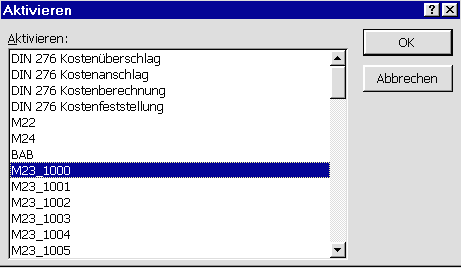 Aktivieren
Aktivieren:
DIN 276 Kostenüberschlag
DIN 276 Kostenanschlag
DIN 276 Kostenberechnung
DIN 276 Kostenfeststellung
M22
M24
BAB
M23_1000
M23_1001
M23_1002
M23_1003
M23_1004
M23_1005
OK
Abbrechen